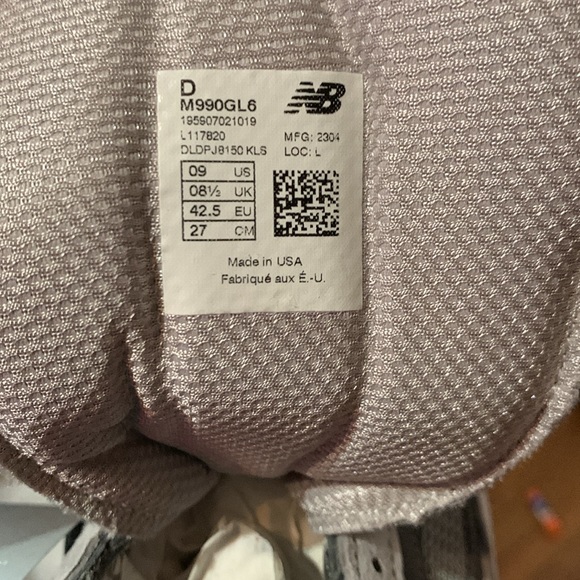 D
M990GL6
NB
195907021019
L117820
MFG: 2304
DLDPJ8150 KLS
LOC: L
09 US
08½ UK
42.5 EU
27 CM
Made in USA
Fabriqué aux É.-U.